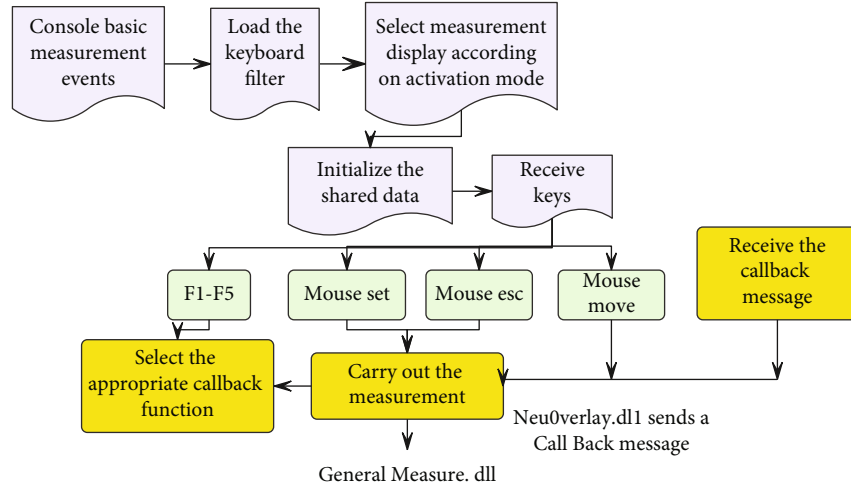 Console basic
measurement
events
Load the
keyboard
filter
Select measurement
display according
on activation mode
Initialize the
shared data
Receive
keys
Receive the
callback
message
F1-F5
Mouse set
Mouse esc
Mouse
move
Select the
appropriate callback
function
Carry out the
measurement
Neu0verlay.dl1 sends a
Call Back message
General Measure. dll